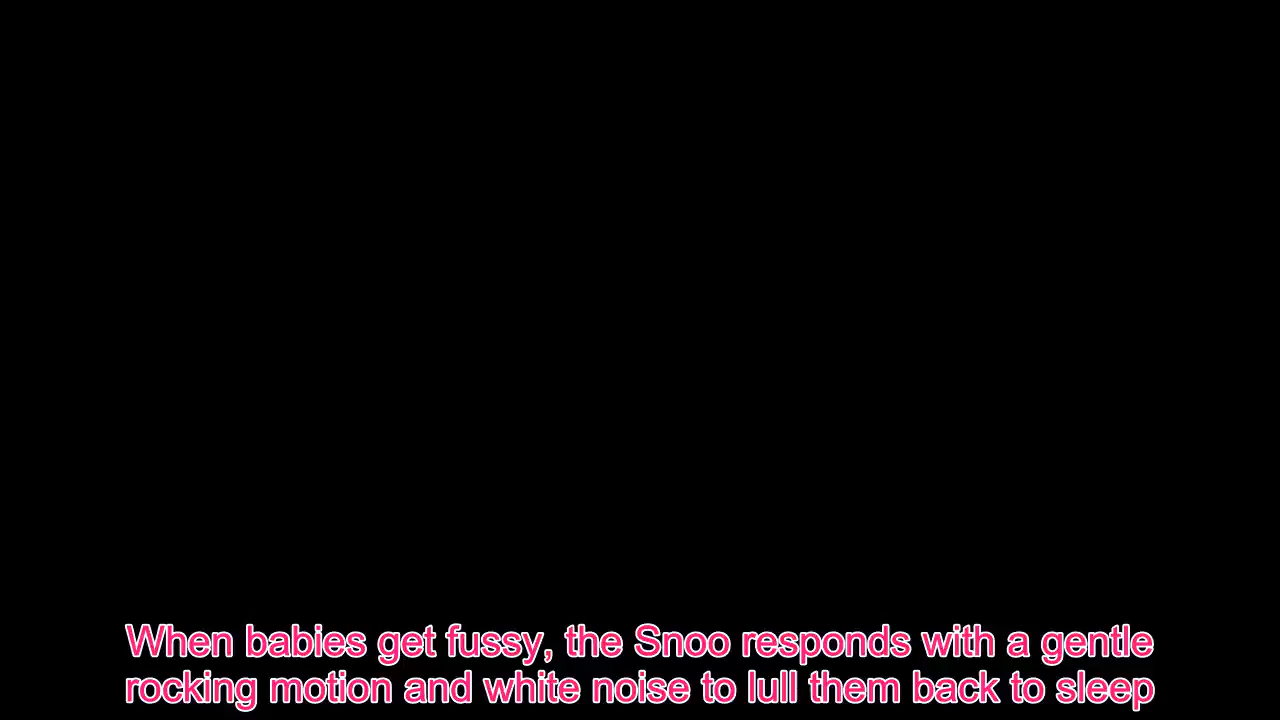 When babies get fussy, the Snoo responds with a gentle
rocking motion and white noise to lull them back to sleep